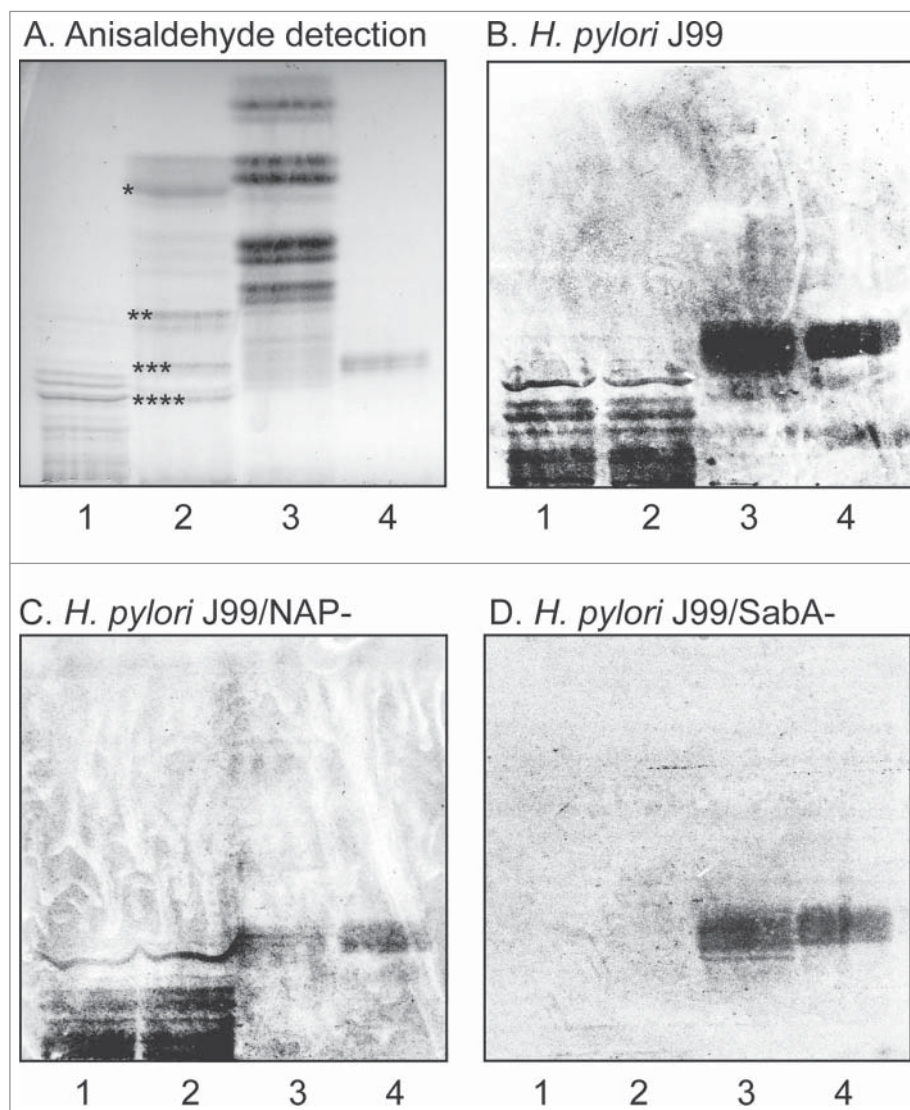 A. Anisaldehyde detection
*
**
***
****
1 2 3 4
B. H. pylori J99
1 2 3 4
C. H. pylori J99/NAP-
1 2 3 4
D. H. pylori J99/SabA-
1 2 3 4